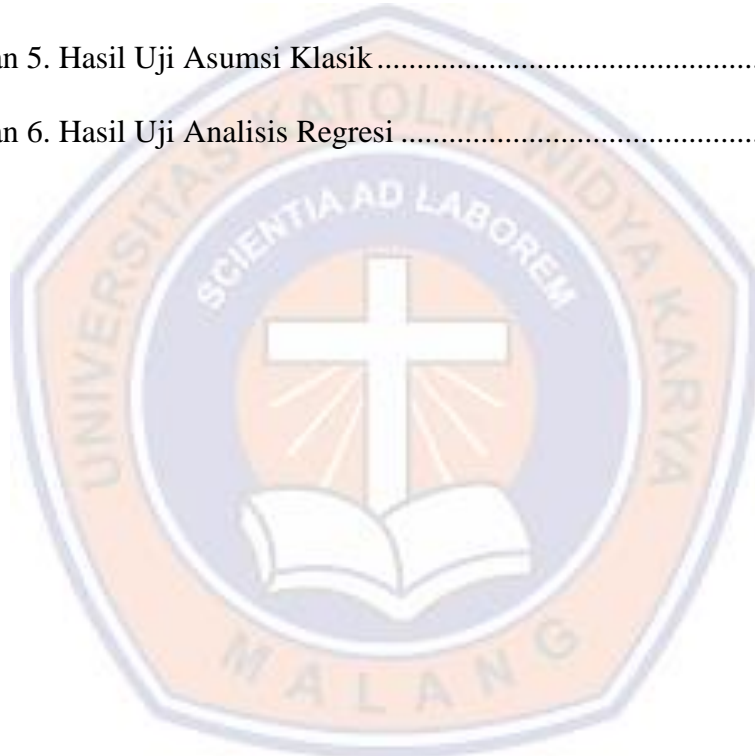 an 5. Hasil Uji Asumsi Klasik ............................................
an 6. Hasil Uji Analisis Regresi .........................................
UNIVERSITAS KATOLIK WIDYA KARYA
SCIENTIA AD LABOREM
MALANG